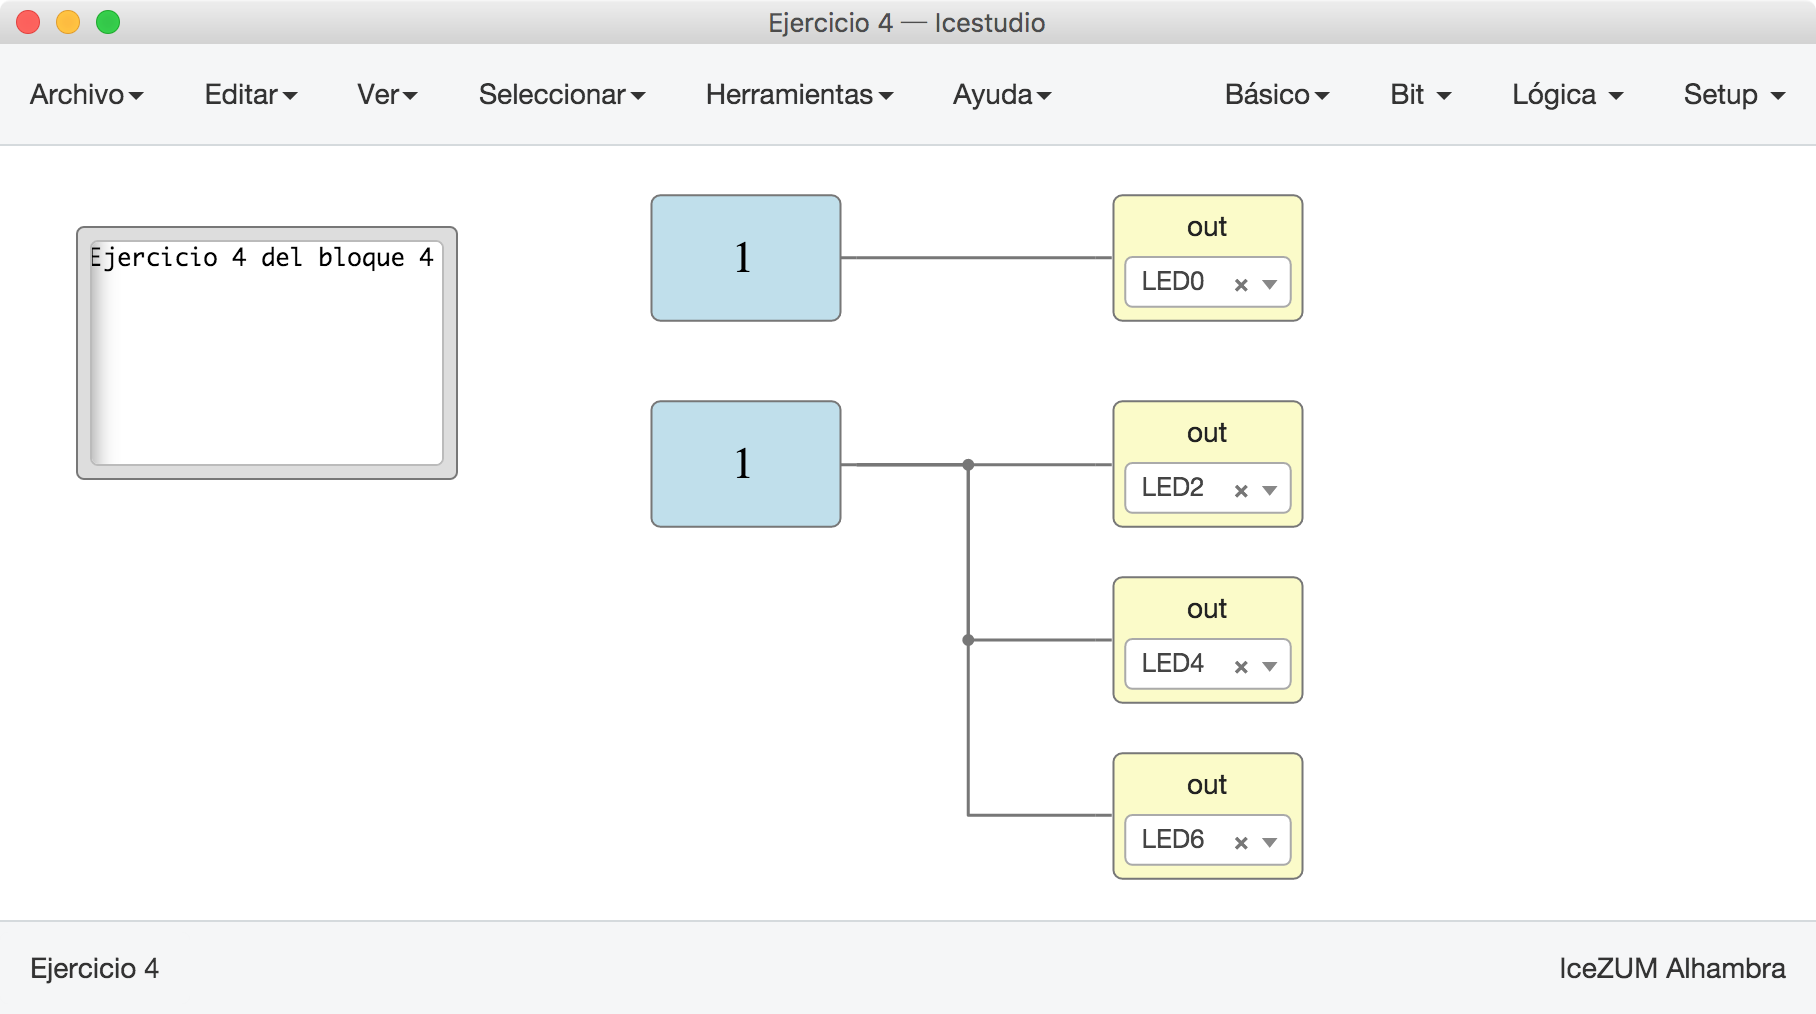 Ejercicio 4 — Icestudio
Archivo Editar Ver Seleccionar Herramientas Ayuda Básico Bit Lógica Setup
Ejercicio 4 del bloque 4
1
out
LED0
1
out
LED2
out
LED4
out
LED6
Ejercicio 4
IceZUM Alhambra